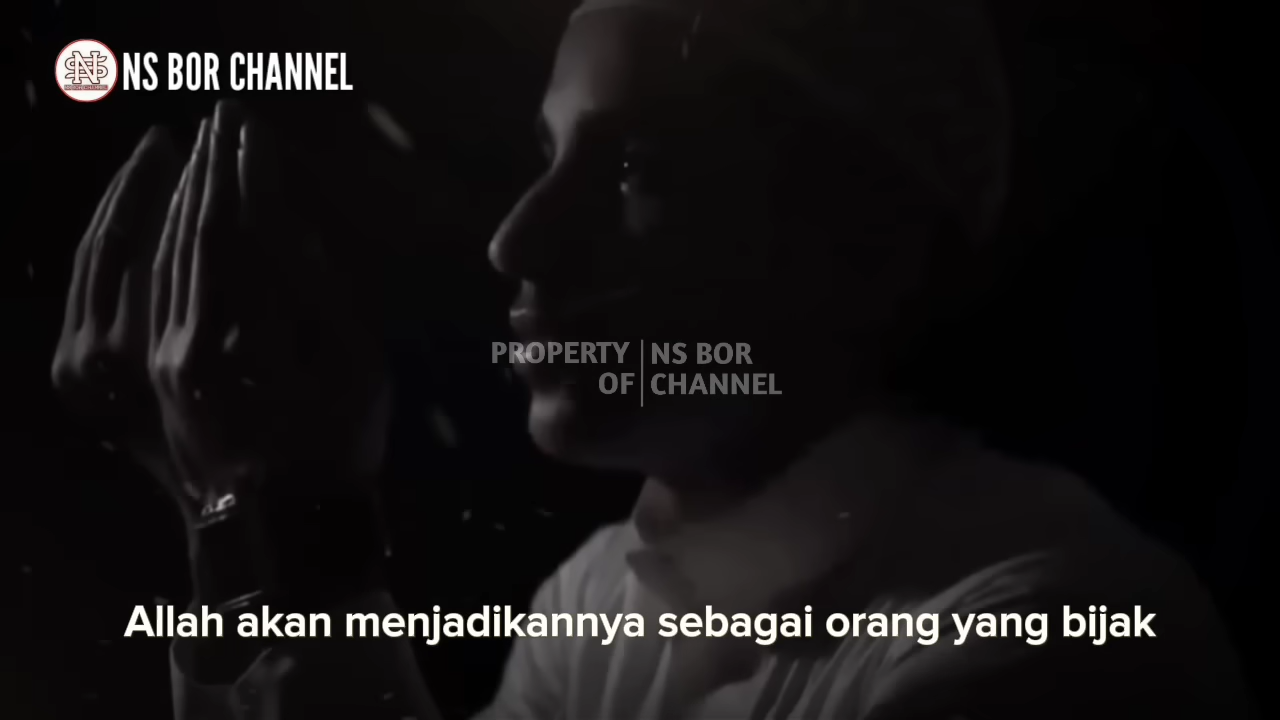 NS BOR CHANNEL
PROPERTY OF
NS BOR CHANNEL
Allah akan menjadikannya sebagai orang yang bijak